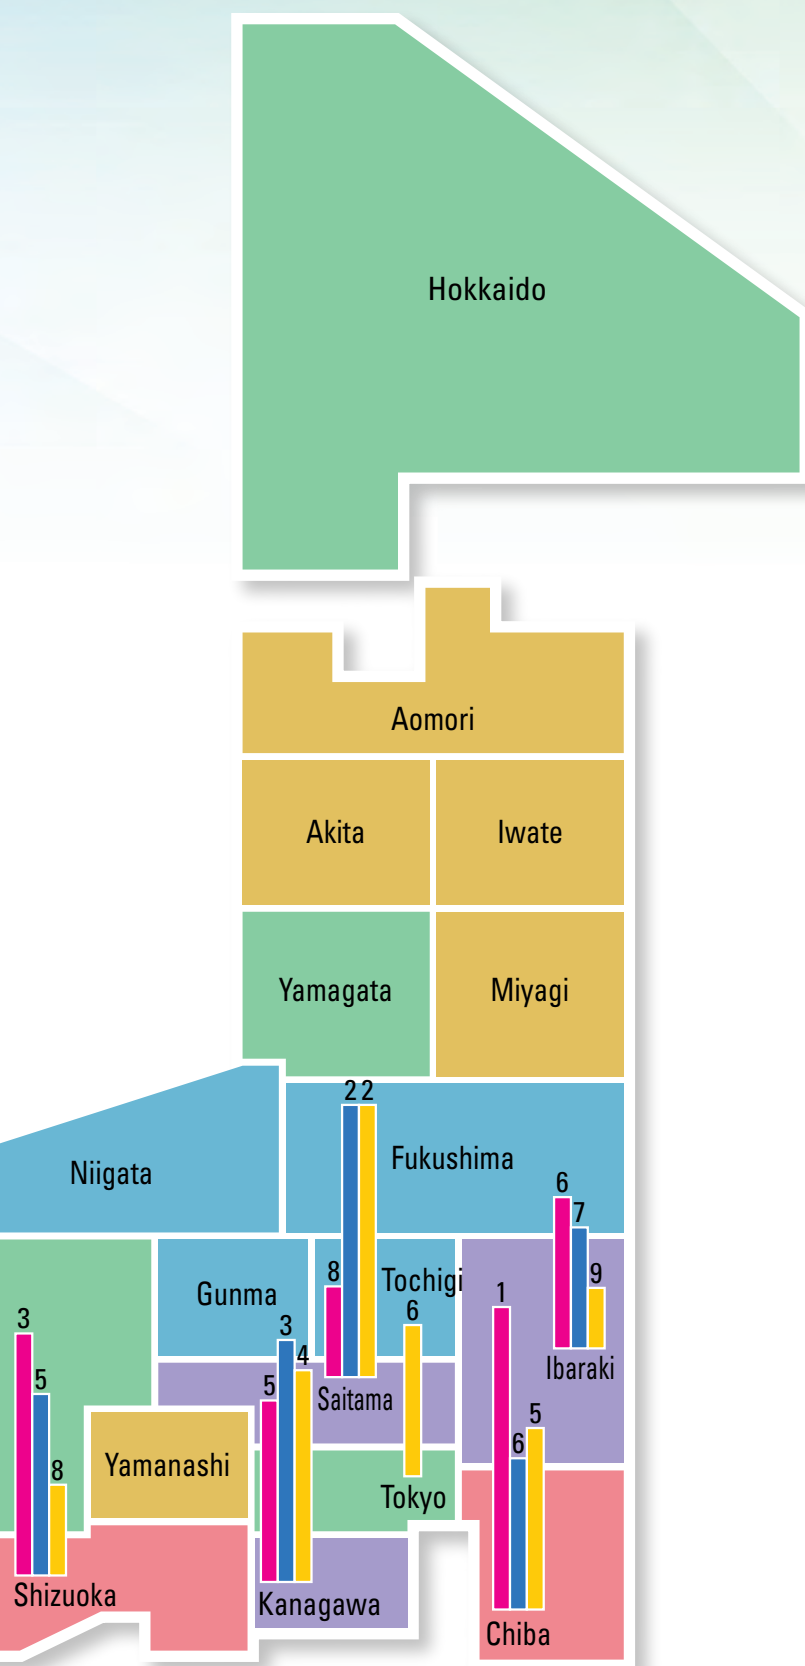 Hokkaido
Aomori
Akita
Iwate
Yamagata
Miyagi
2 2
Fukushima
Niigata
6
7
9
Ibaraki
Gunma
8
Tochigi
Saitama
6
Tokyo
1
6
5
Chiba
3
5
8
Shizuoka
Yamanashi
5
3
4
Kanagawa